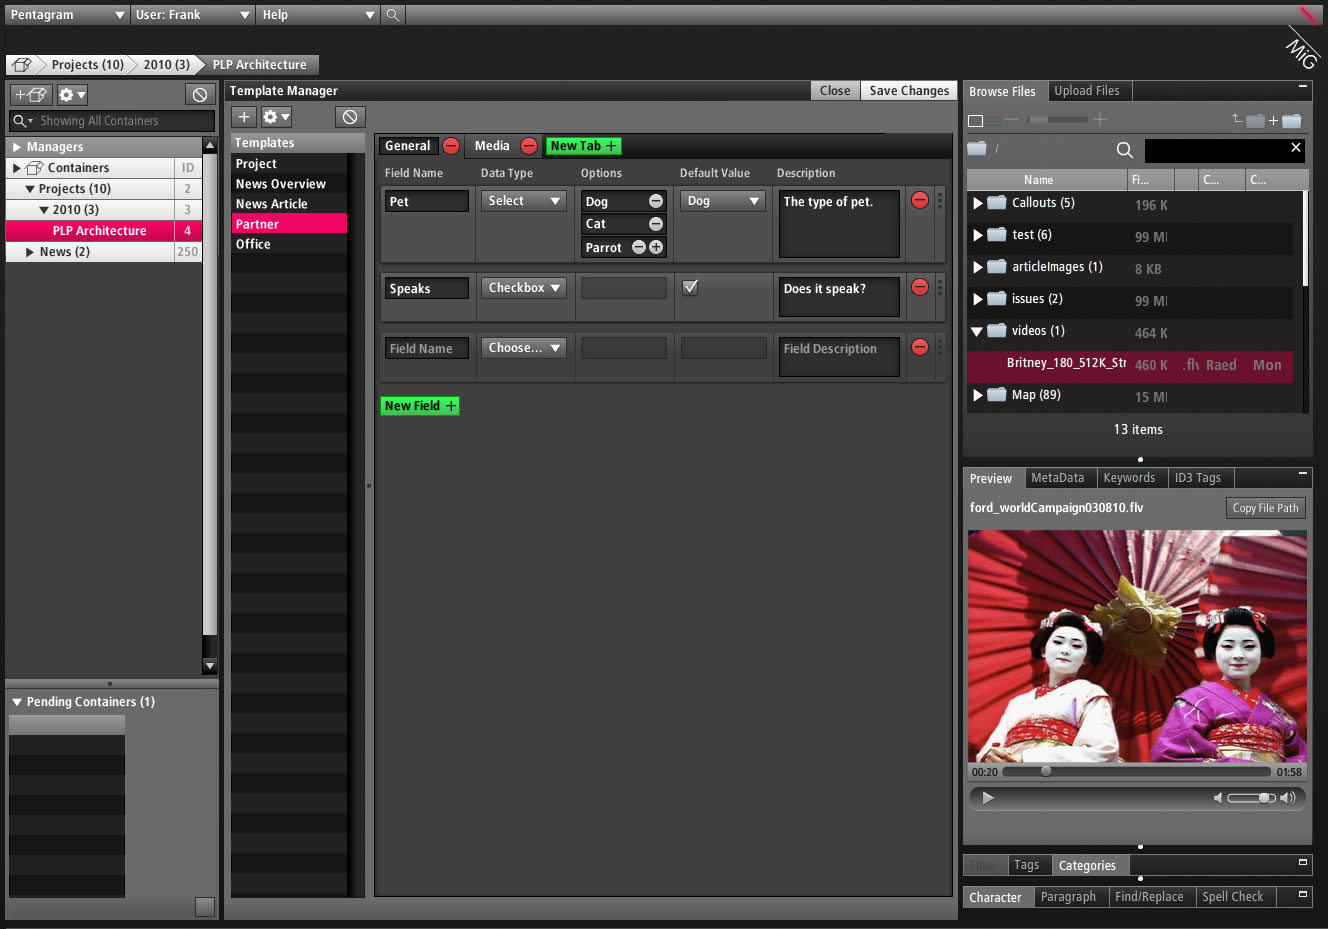 Pentagram User: Frank Help
MiG
Projects (10) 2010 (3) PLP Architecture
Showing All Containers
Managers
Containers ID
Projects (10) 2
2010 (3) 3
PLP Architecture 4
News (2) 250
Pending Containers (1)
Template Manager Close Save Changes
Templates
Project
News Overview
News Article
Partner
Office
General Media New Tab +
Field Name Data Type Options Default Value Description
Pet Select Dog Dog The type of pet.
Cat
Parrot
Speaks Checkbox Does it speak?
Field Name Choose... Field Description
New Field +
Browse Files Upload Files
/
Name Fi... C... C...
Callouts (5) 196 K
test (6) 99 MI
articleImages (1) 8 KB
issues (2) 99 MI
videos (1) 464 K
Britney_180_512K_Str 460 K .flv Raed Mon
Map (89) 15 MI
13 items
Preview MetaData Keywords ID3 Tags
ford_worldCampaign030810.flv Copy File Path
00:20 01:58
Time Tags Categories
Character Paragraph Find/Replace Spell Check